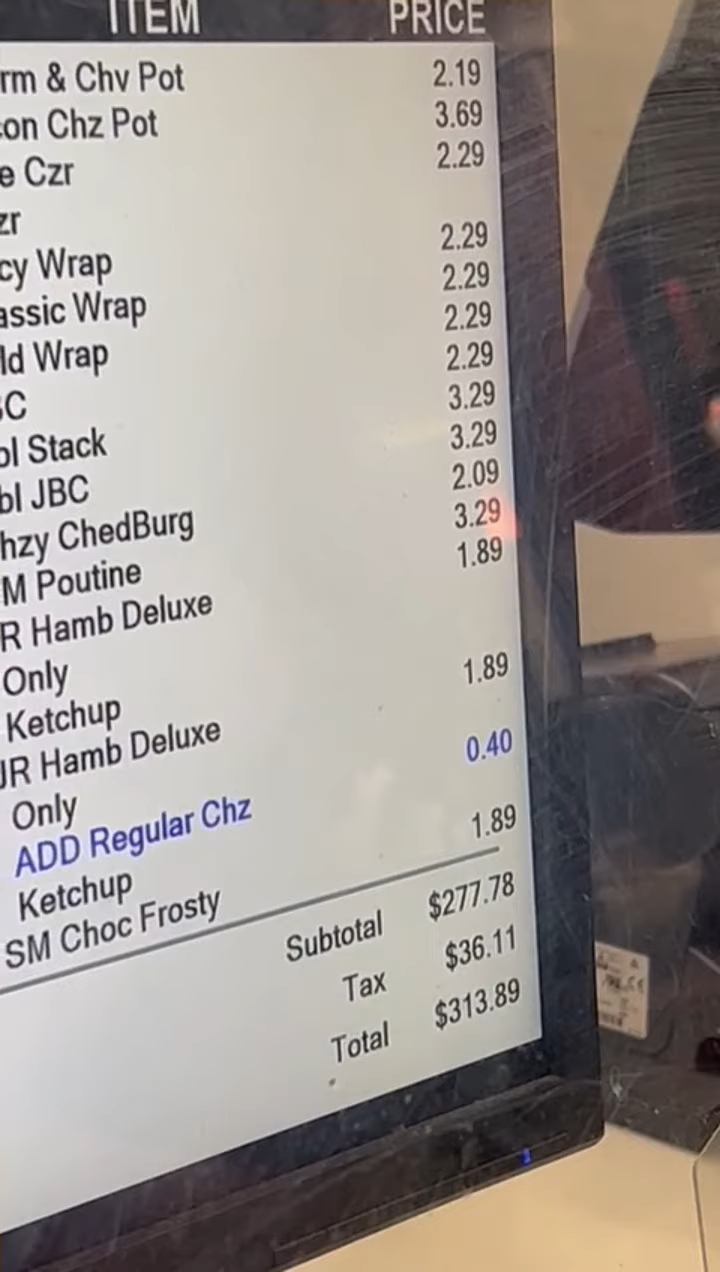 ITEM PRICE
rm & Chv Pot 2.19
con Chz Pot 3.69
e Czr 2.29
zr
cy Wrap 2.29
assic Wrap 2.29
ld Wrap 2.29
C 2.29
ol Stack 3.29
bl JBC 3.29
hzy ChedBurg 2.09
M Poutine 3.29
R Hamb Deluxe 1.89
Only
Ketchup
JR Hamb Deluxe 1.89
Only
ADD Regular Chz 0.40
Ketchup
SM Choc Frosty 1.89
Subtotal $277.78
Tax $36.11
Total $313.89